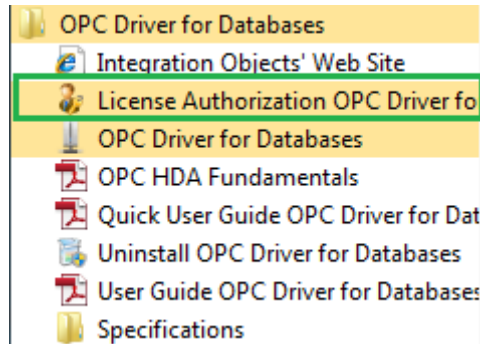 OPC Driver for Databases
Integration Objects' Web Site
License Authorization OPC Driver fo
OPC Driver for Databases
OPC HDA Fundamentals
Quick User Guide OPC Driver for Dat
Uninstall OPC Driver for Databases
User Guide OPC Driver for Databases
Specifications